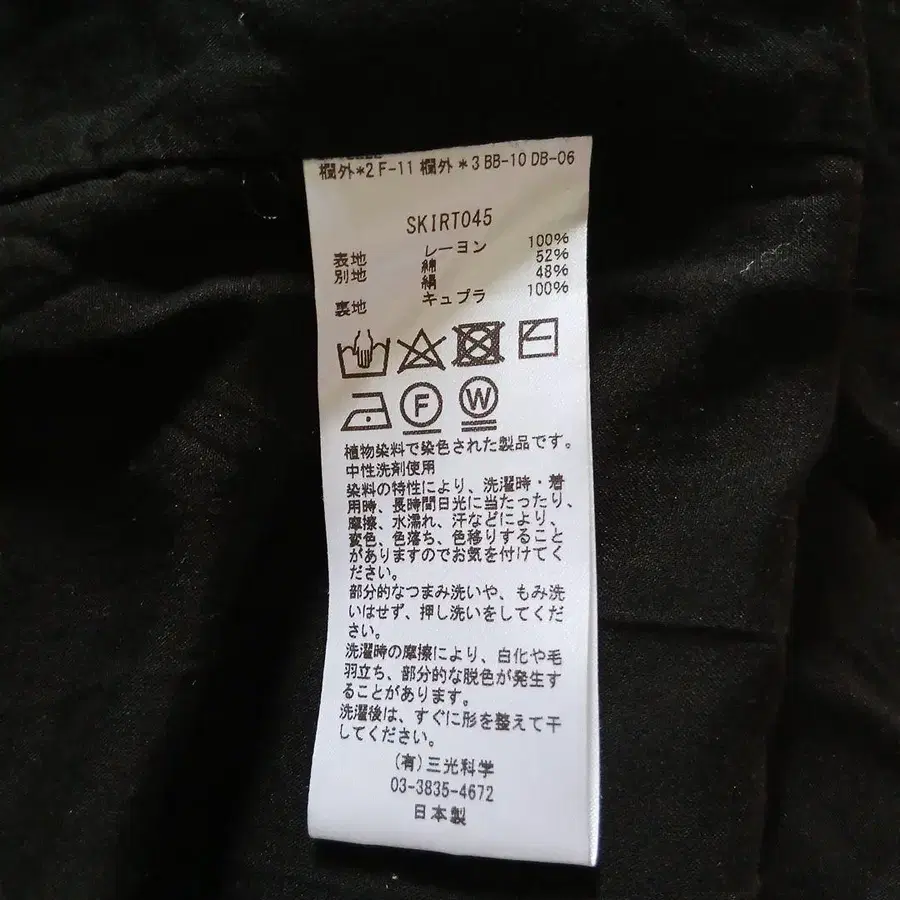 欄外*2 F-11 欄外 * 3 BB-10 DB-06
SKIRT045
表地 レーヨン 100%
別地 綿 52%
絹 48%
裏地 キュプラ 100%
F W
植物染料で染色された製品です。
中性洗剤使用
染料の特性により、洗濯時・着
用時、長時間日光に当たったり、
摩擦、水濡れ、汗などにより、
変色、色落ち、色移りすること
がありますのでお気を付けてく
ださい。
部分的なつまみ洗いや、もみ洗
いはせず、押し洗いをしてくだ
さい。
洗濯時の摩擦により、白化や毛
羽立ち、部分的な脱色が発生す
ることがあります。
洗濯後は、すぐに形を整えて干
してください。
(有)三光科学
03-3835-4672
日本製